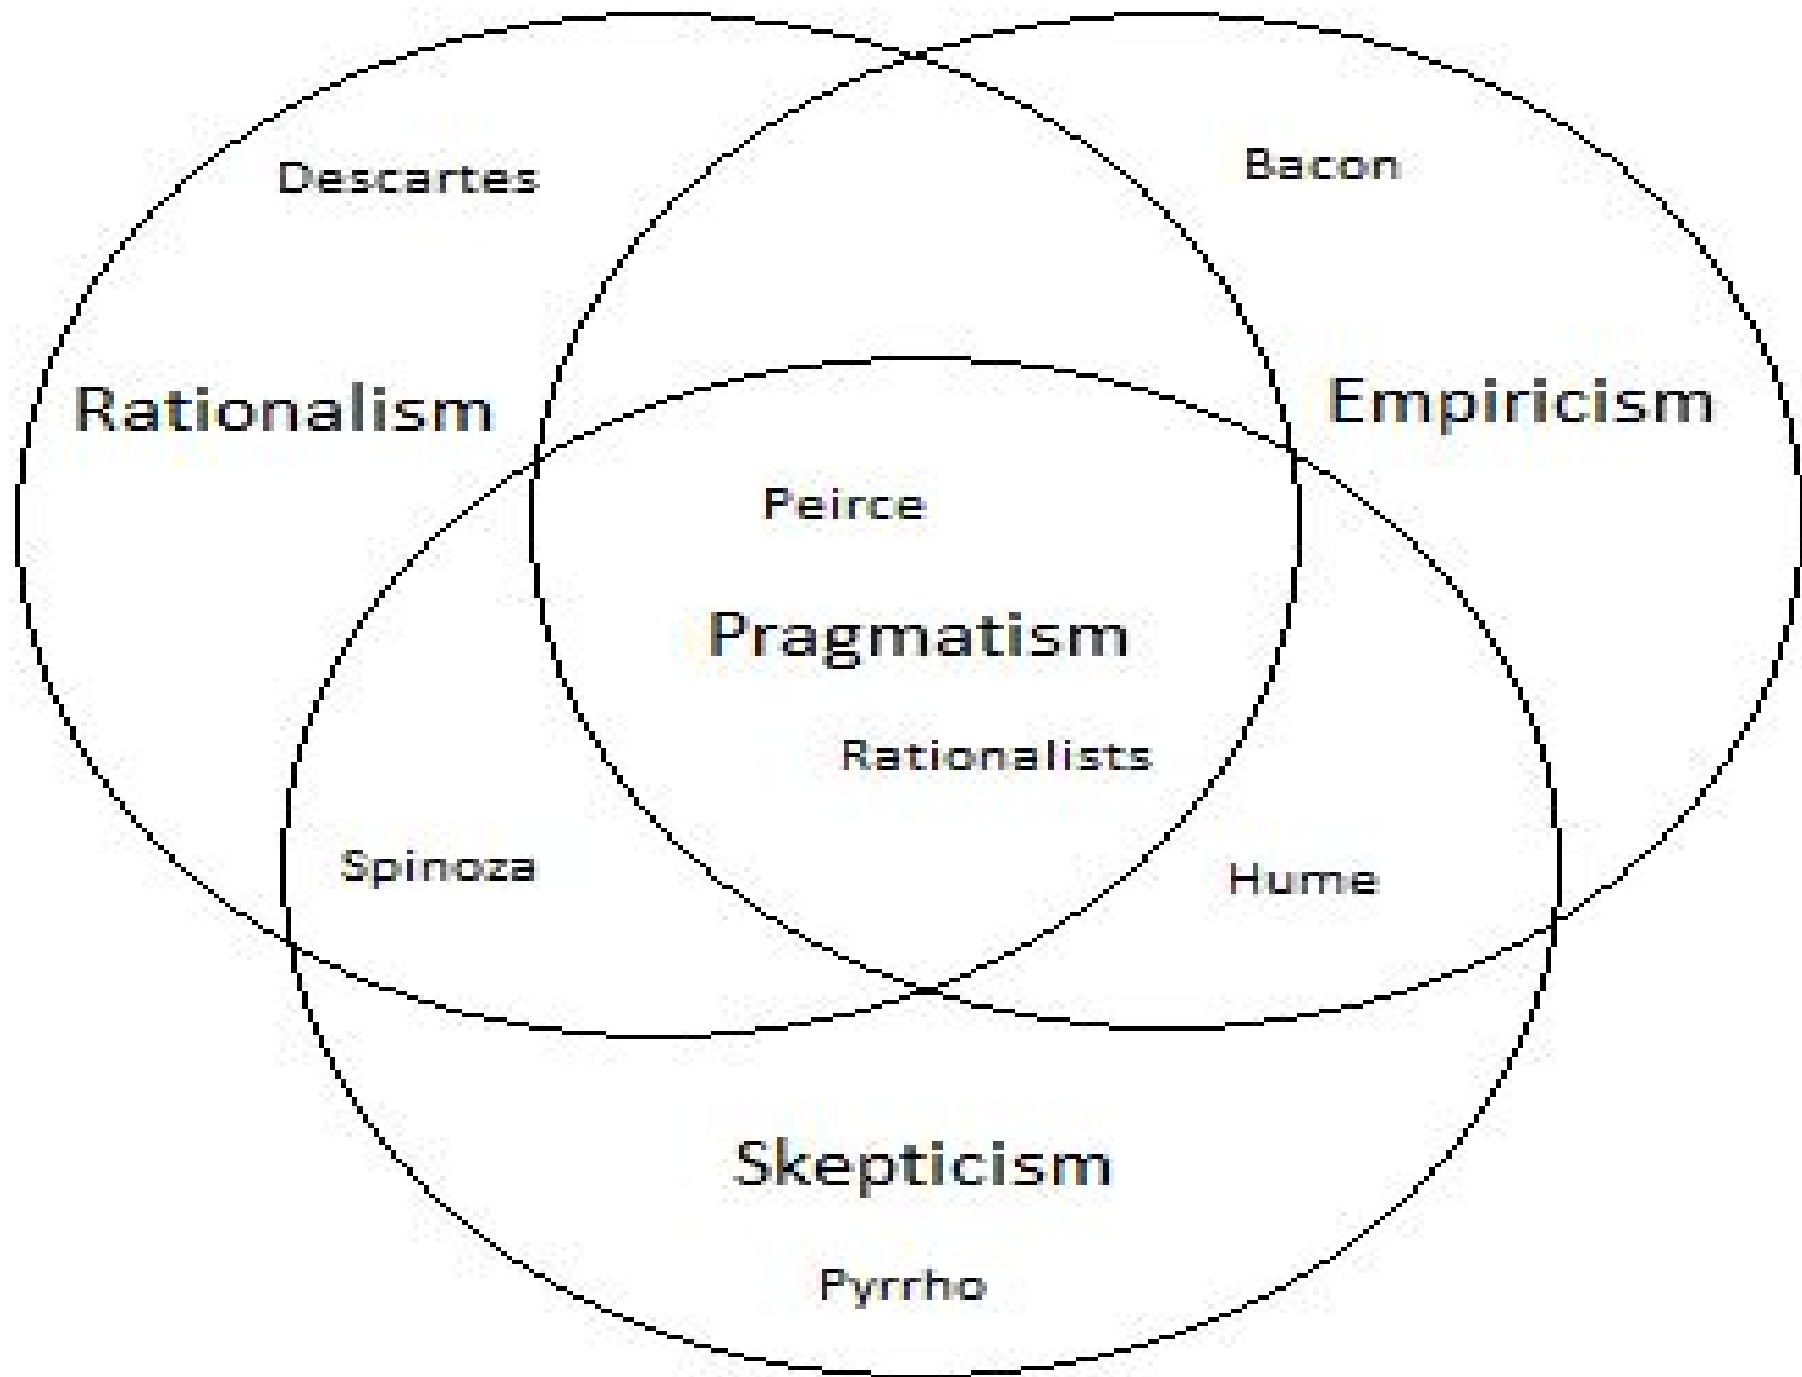 Descartes
Bacon
Rationalism
Empiricism
Peirce
Pragmatism
Rationalists
Spinoza
Hume
Skepticism
Pyrrho